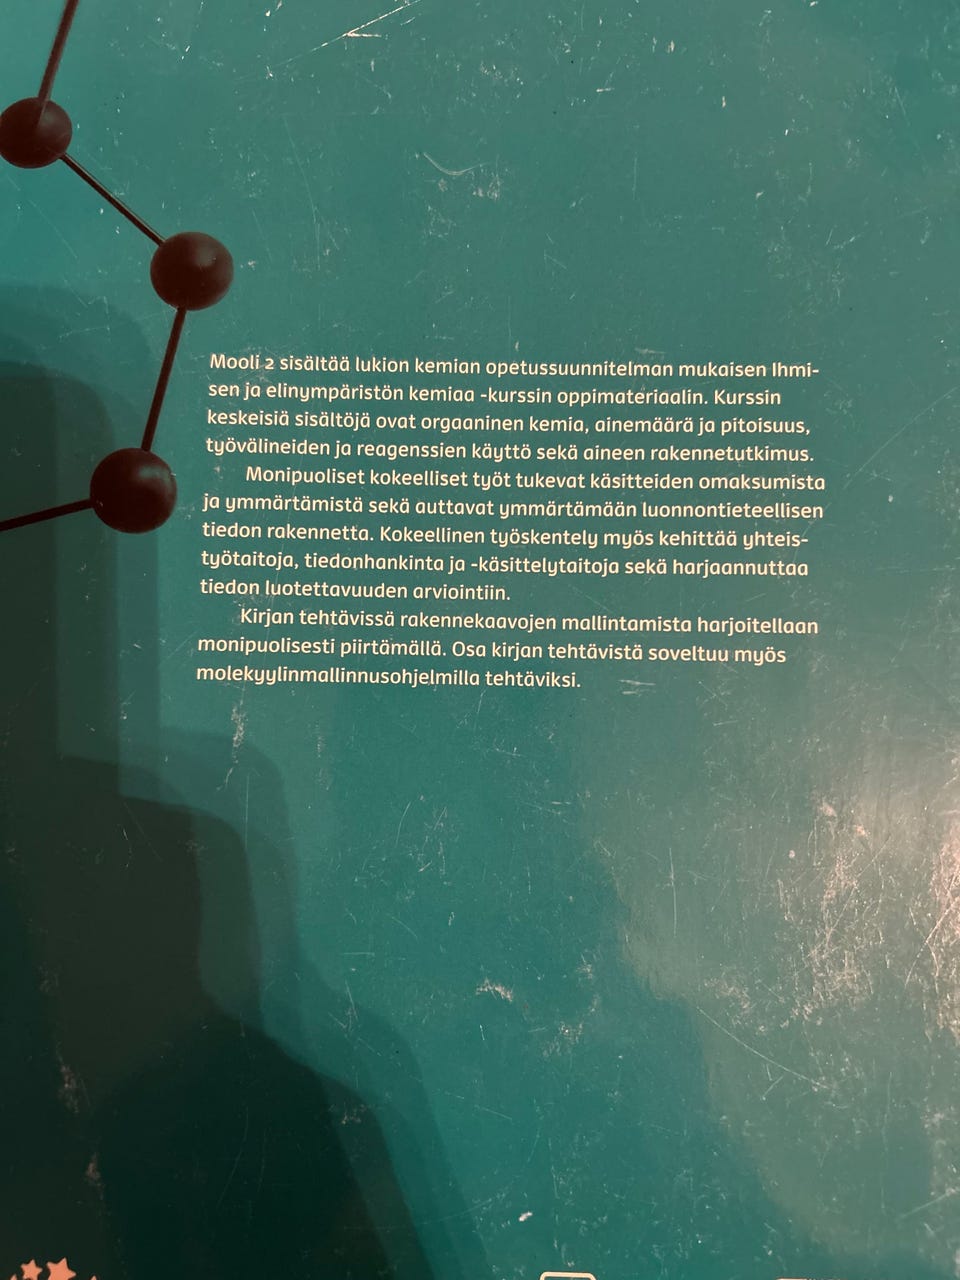 Mooli 2 sisältää lukion kemian opetussuunnitelman mukaisen Ihmi-
sen ja elinympäristön kemiaa -kurssin oppimateriaalin. Kurssin
keskeisiä sisältöjä ovat orgaaninen kemia, ainemäärä ja pitoisuus,
työvälineiden ja reagenssien käyttö sekä aineen rakennetutkimus.
Monipuoliset kokeelliset työt tukevat käsitteiden omaksumista
ja ymmärtämistä sekä auttavat ymmärtämään luonnontieteellisen
tiedon rakennetta. Kokeellinen työskentely myös kehittää yhteis-
työtaitoja, tiedonhankinta ja -käsittelytaitoja sekä harjaannuttaa
tiedon luotettavuuden arviointiin.
Kirjan tehtävissä rakennekaavojen mallintamista harjoitellaan
monipuolisesti piirtämällä. Osa kirjan tehtävistä soveltuu myös
molekyylinmallinnusohjelmilla tehtäviksi.